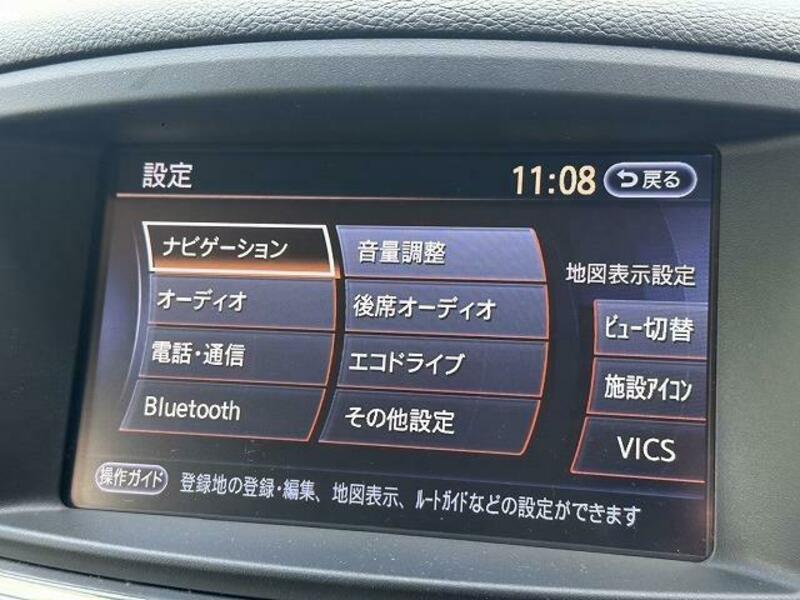 設定
11:08
戻る
ナビゲーション
音量調整
地図表示設定
オーディオ
後席オーディオ
ビュー切替
電話・通信
エコドライブ
施設アイコン
Bluetooth
その他設定
VICS
操作ガイド
登録地の登録・編集、地図表示、ルートガイドなどの設定ができます